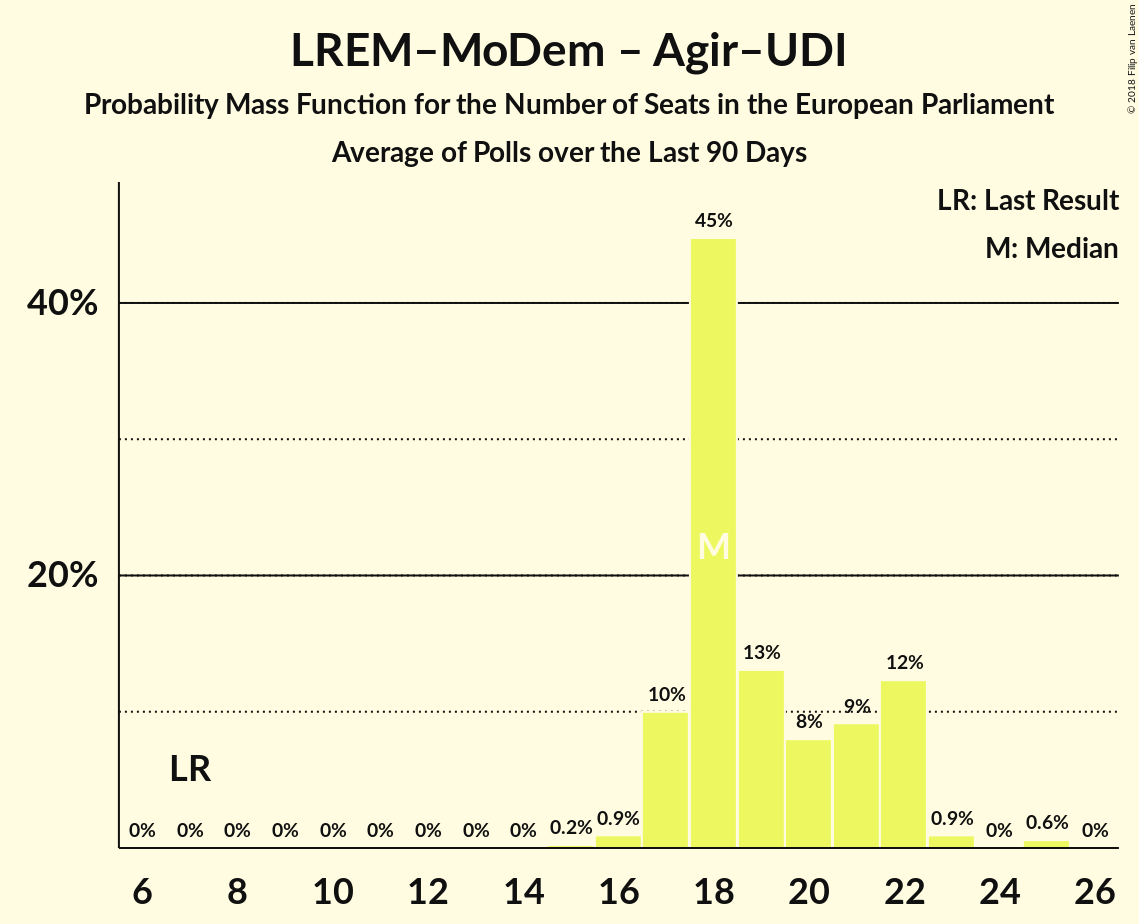 LREM–MoDem – Agir–UDI
Probability Mass Function for the Number of Seats in the European Parliament
Average of Polls over the Last 90 Days
© 2018 Filip van Laenen
LR: Last Result
M: Median
45%
40%
M
20%
13%
12%
10%
9%
8%
LR
0% 0% 0% 0% 0% 0% 0% 0% 0% 0.2% 0.9% 0.9% 0% 0.6% 0%
6 8 10 12 14 16 18 20 22 24 26